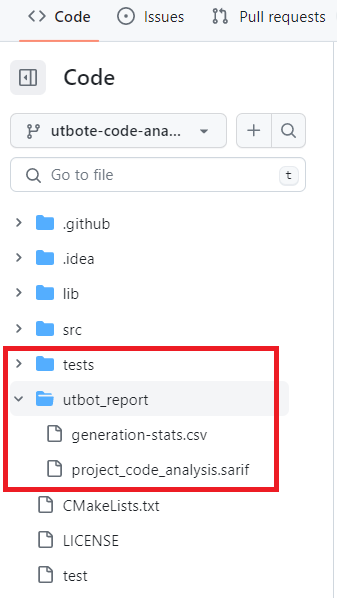 Code Issues Pull requests
Code
utbote-code-ana...
Go to file t
.github
.idea
lib
src
tests
utbot_report
generation-stats.csv
project_code_analysis.sarif
CMakeLists.txt
LICENSE
test